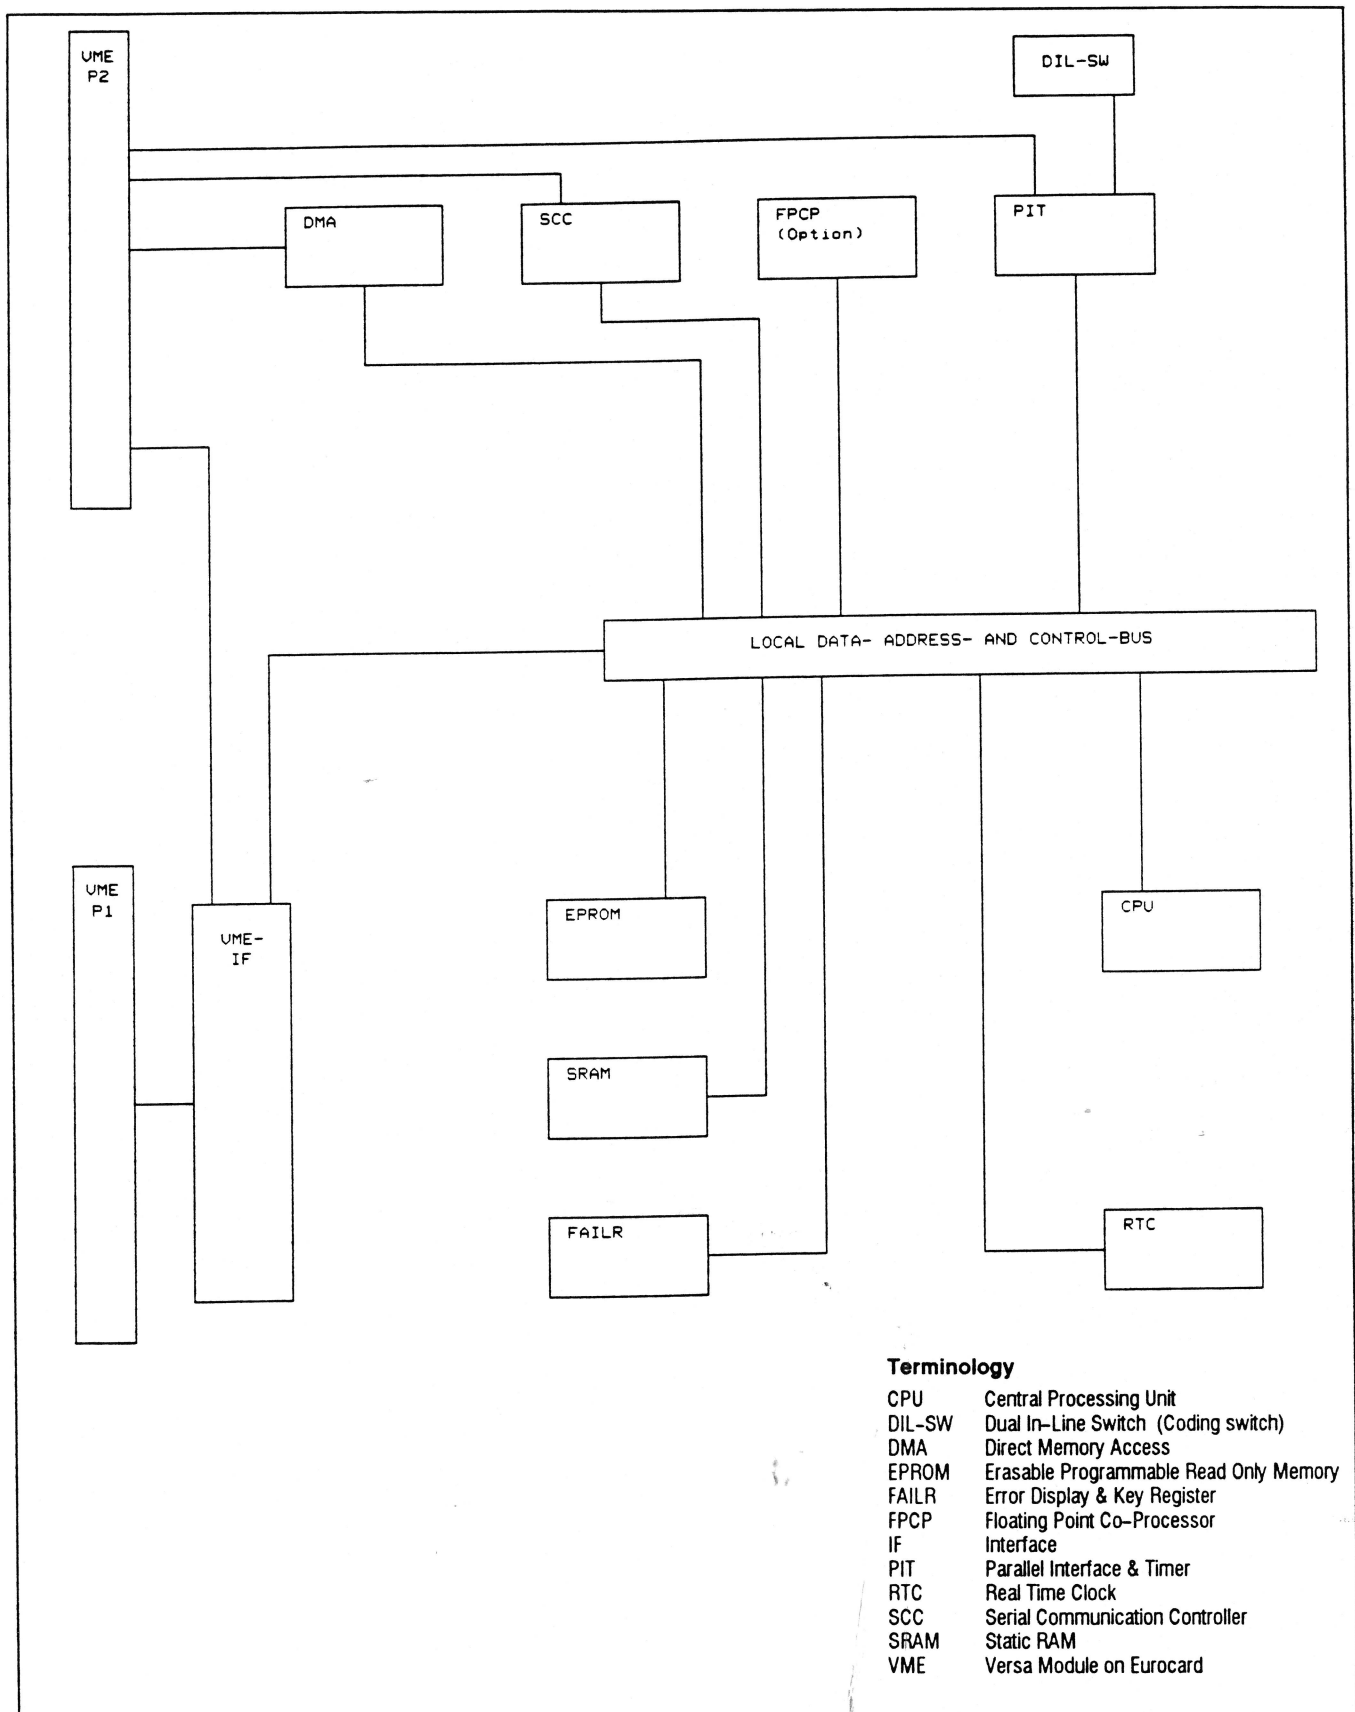 VME
P2
DIL-SW
DMA
SCC
FPCP
(Option)
PIT
LOCAL DATA- ADDRESS- AND CONTROL-BUS
VME
P1
VME-
IF
EPROM
CPU
SRAM
FAILR
RTC
Terminology
CPU Central Processing Unit
DIL-SW Dual In-Line Switch (Coding switch)
DMA Direct Memory Access
EPROM Erasable Programmable Read Only Memory
FAILR Error Display & Key Register
FPCP Floating Point Co-Processor
IF Interface
PIT Parallel Interface & Timer
RTC Real Time Clock
SCC Serial Communication Controller
SRAM Static RAM
VME Versa Module on Eurocard